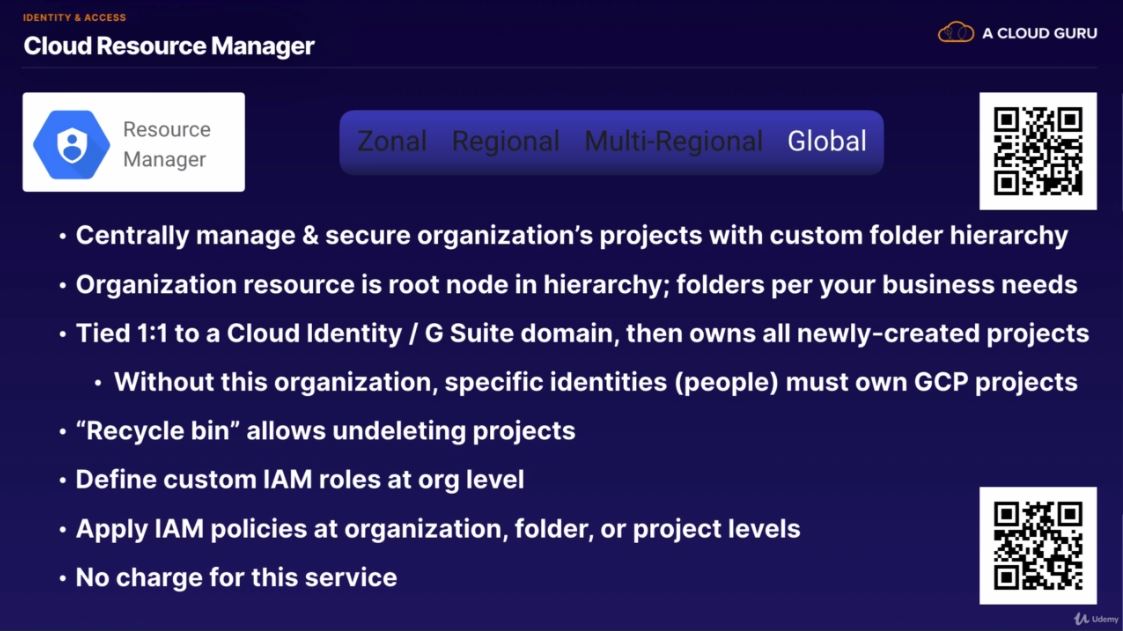 IDENTITY & ACCESS
Cloud Resource Manager
A CLOUD GURU
Resource
Manager
Zonal Regional Multi-Regional Global
• Centrally manage & secure organization’s projects with custom folder hierarchy
• Organization resource is root node in hierarchy; folders per your business needs
• Tied 1:1 to a Cloud Identity / G Suite domain, then owns all newly-created projects
• Without this organization, specific identities (people) must own GCP projects
• “Recycle bin” allows undeleting projects
• Define custom IAM roles at org level
• Apply IAM policies at organization, folder, or project levels
• No charge for this service
Udemy